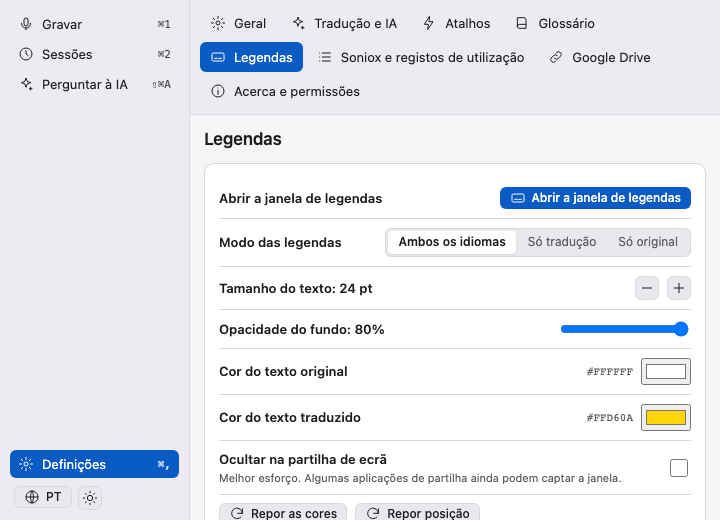 Gravar ⌘1
Sessões ⌘2
Perguntar à IA ⇧⌘A
Definições ⌘,
PT
Geral
Tradução e IA
Atalhos
Glossário
Legendas
Soniox e registos de utilização
Google Drive
Acerca e permissões
Legendas
Abrir a janela de legendas
Abrir a janela de legendas
Modo das legendas
Ambos os idiomas
Só tradução
Só original
Tamanho do texto: 24 pt
Opacidade do fundo: 80%
Cor do texto original
#FFFFFF
Cor do texto traduzido
#FFD60A
Ocultar na partilha de ecrã
Melhor esforço. Algumas aplicações de partilha ainda podem captar a janela.
Repor as cores
Repor posição